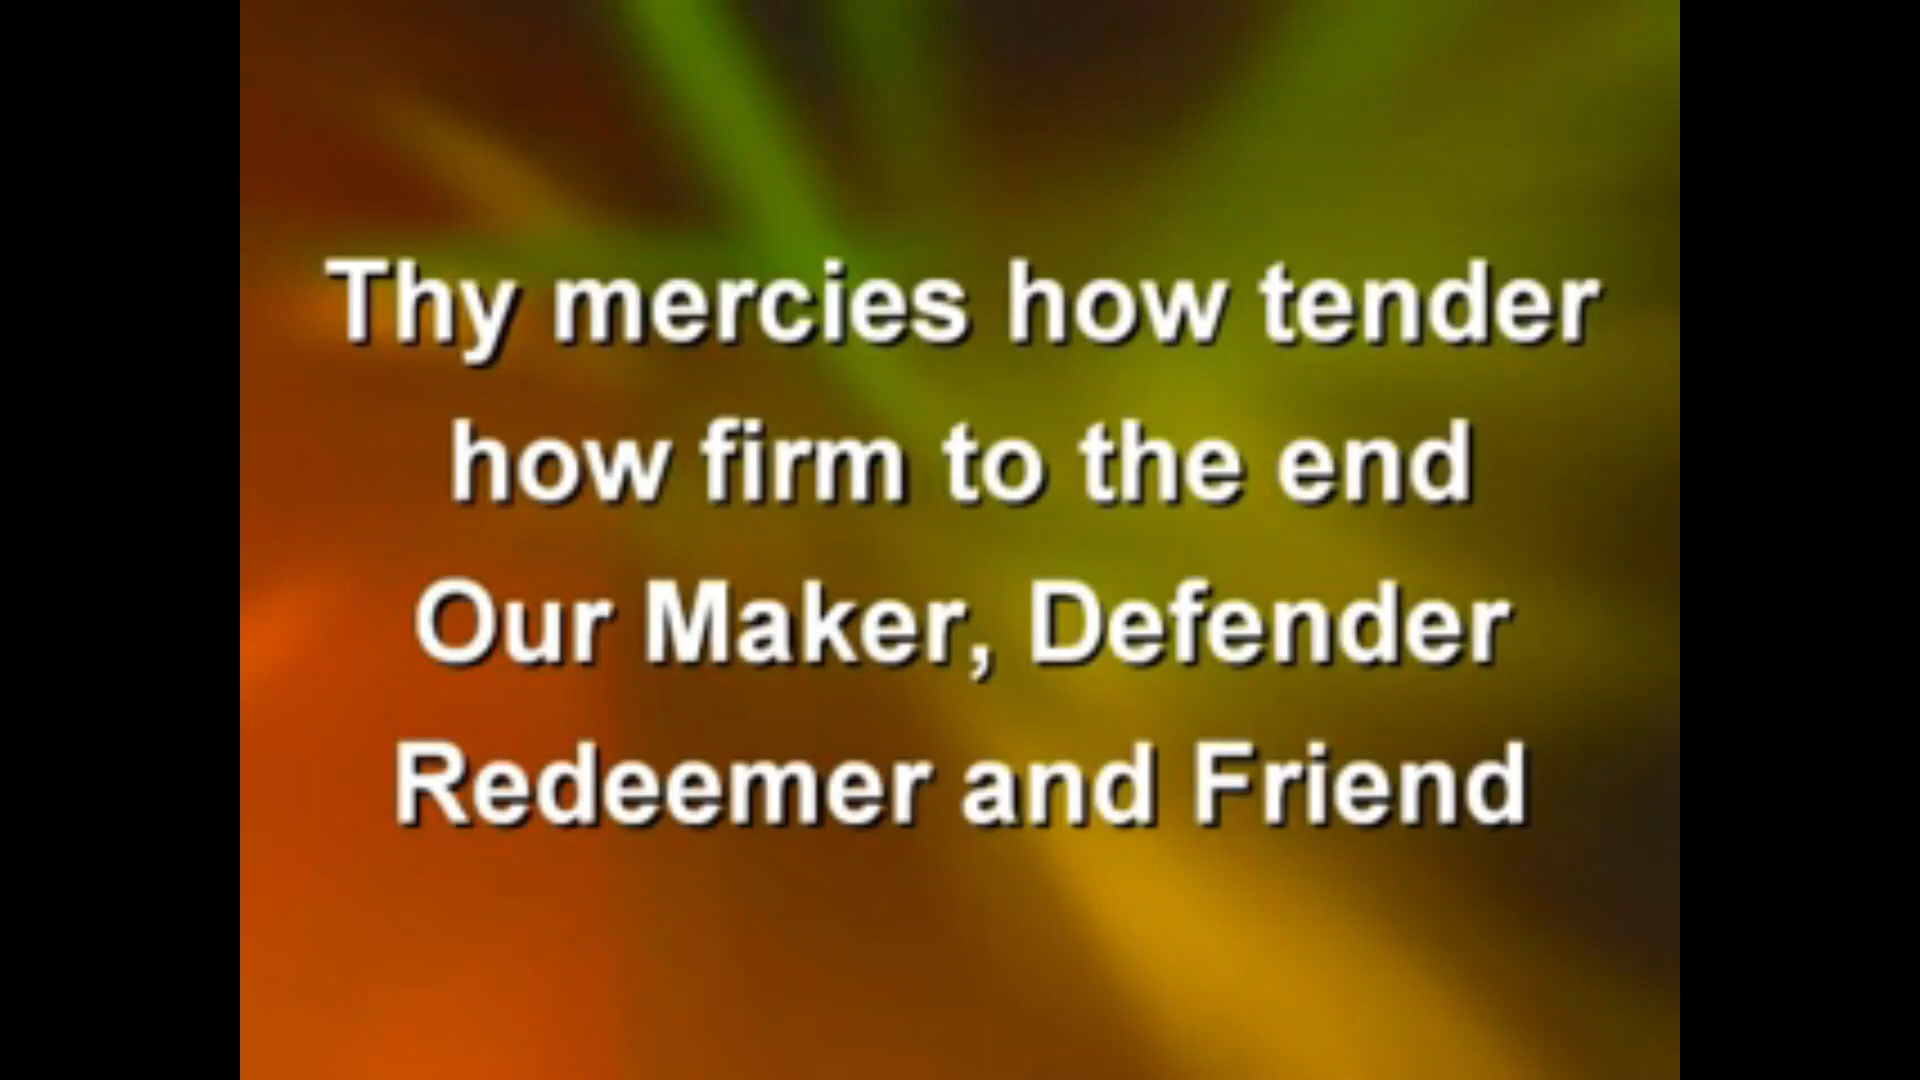 Thy mercies how tender
how firm to the end
Our Maker, Defender
Redeemer and Friend